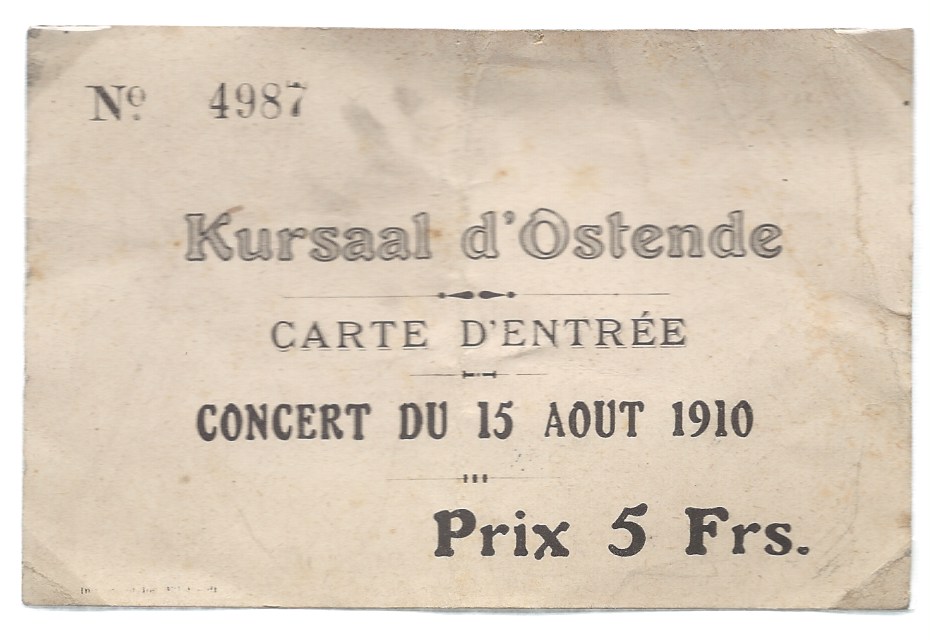 Nº 4987
Kursaal d'Ostende
CARTE D'ENTRÉE
CONCERT DU 15 AOUT 1910
Prix 5 Frs.